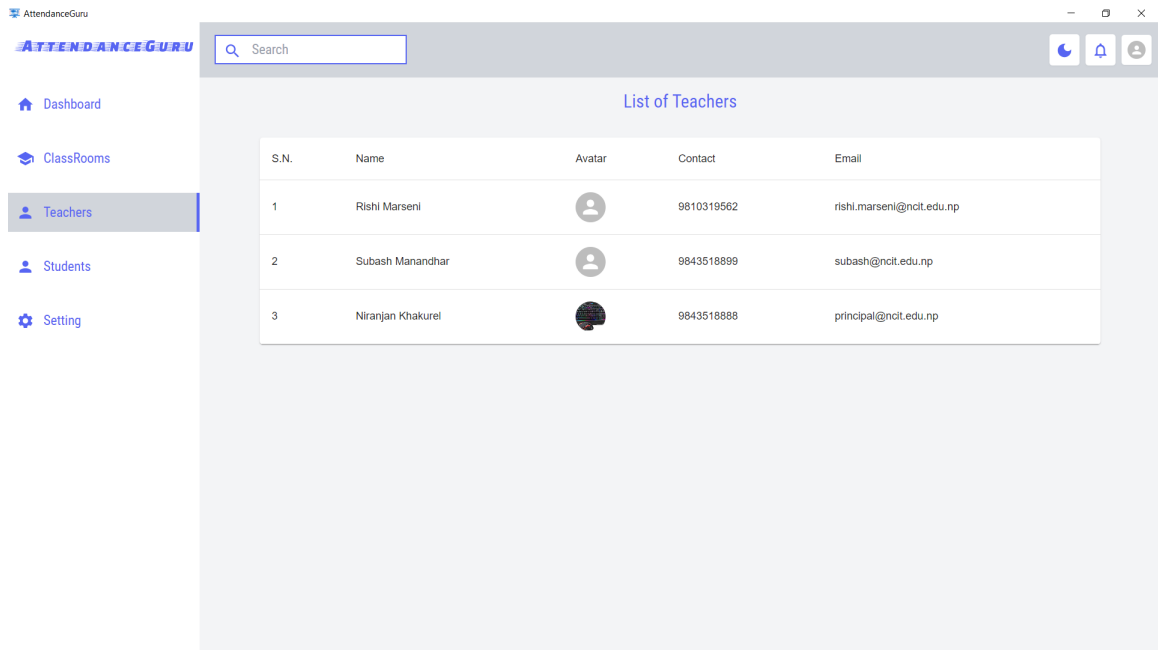 AttendanceGuru
AttendanceGuru
Search
Dashboard
ClassRooms
Teachers
Students
Setting
List of Teachers
S.N. Name Avatar Contact Email
1 Rishi Marseni 9810319562 rishi.marseni@ncit.edu.np
2 Subash Manandhar 9843518899 subash@ncit.edu.np
3 Niranjan Khakurel 9843518888 principal@ncit.edu.np